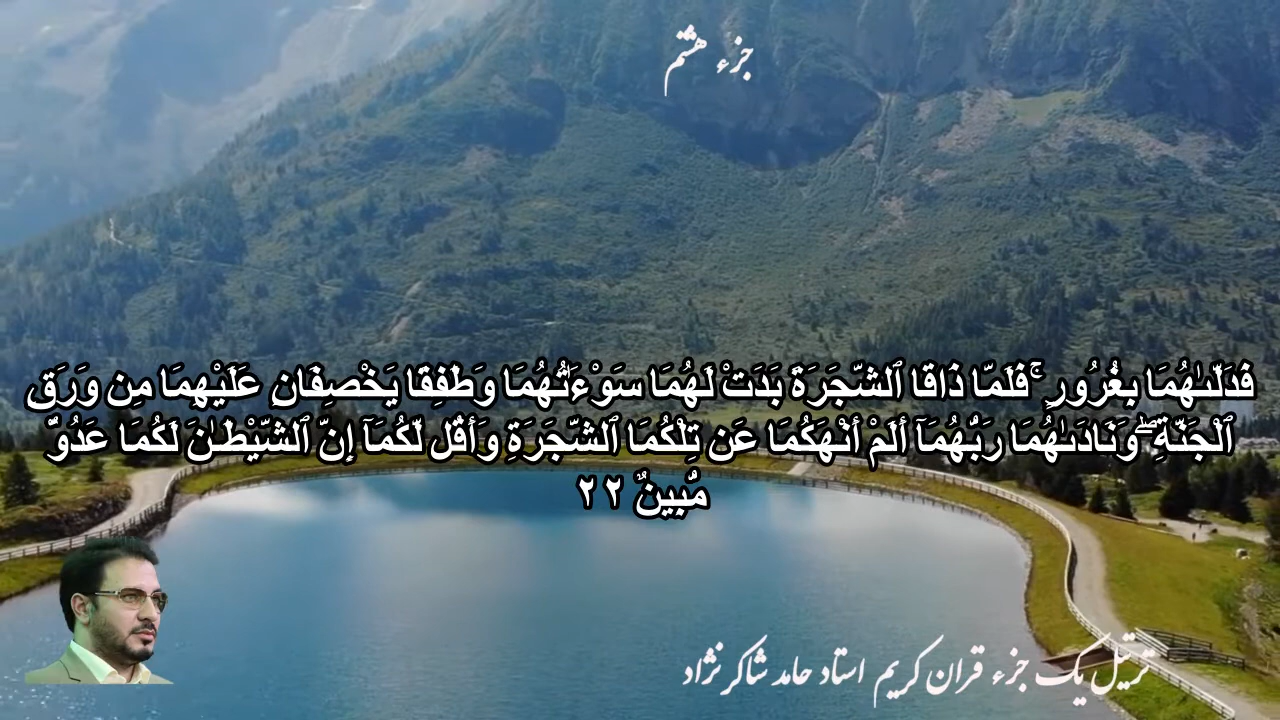 جزء هشتم
فَدَلَّىٰهُمَا بِغُرُورٍۚ فَلَمَّا ذَاقَا ٱلشَّجَرَةَ بَدَتْ لَهُمَا سَوْءَٰتُهُمَا وَطَفِقَا يَخْصِفَانِ عَلَيْهِمَا مِن وَرَقِ
ٱلْجَنَّةِۖ وَنَادَىٰهُمَا رَبُّهُمَآ أَلَمْ أَنْهَكُمَا عَن تِلْكُمَا ٱلشَّجَرَةِ وَأَقُل لَّكُمَآ إِنَّ ٱلشَّيْطَٰنَ لَكُمَا عَدُوٌّ
مُّبِينٌ ٢٢
ترتیل یک جزء قران کریم استاد حامد شاکرنژاد